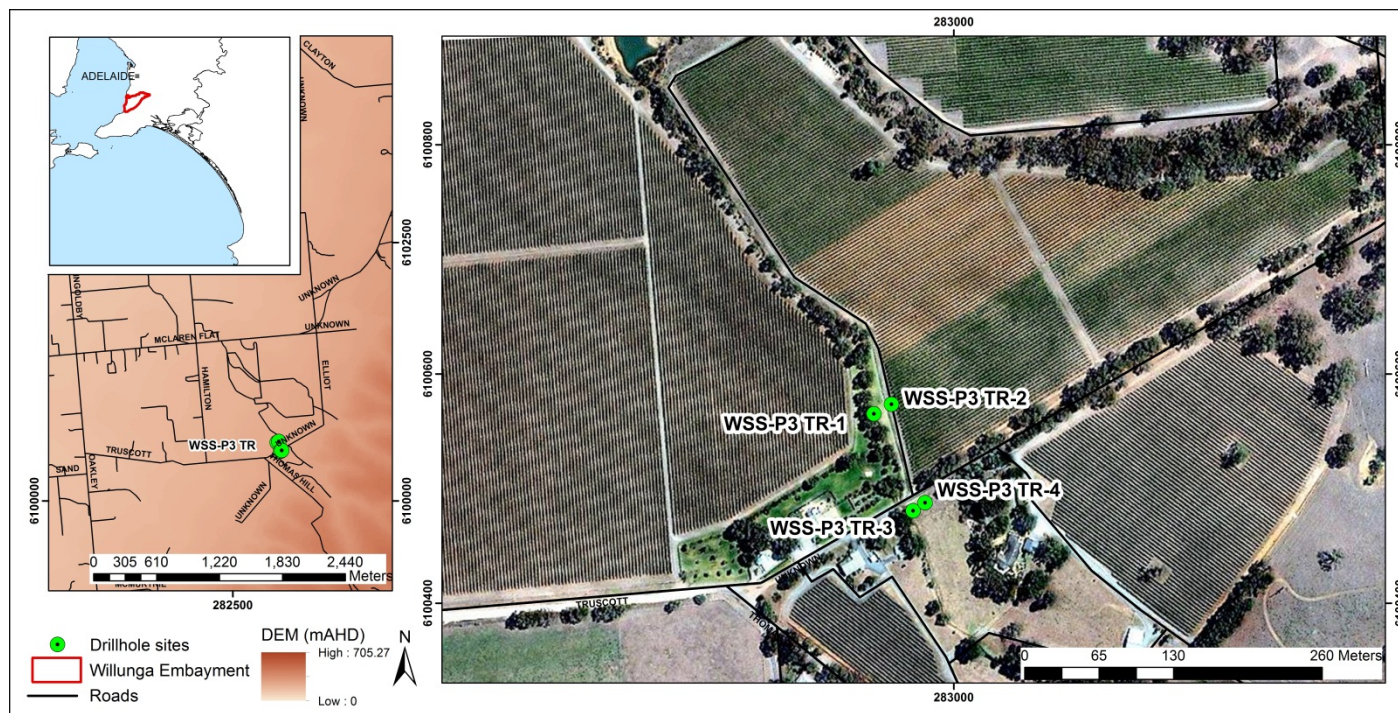 ADELAIDE
CLAYTON
UNKNOWN
INGOLDBY
UNKNOWN
UNKNOWN
MCLAREN FLAT
HAMILTON
ELLIOT
WSS-P3 TR
UNKNOWN
TRUSCOTT
THOMAS HILL
SAND
OAKLEY
UNKNOWN
6102500
6100000
0 305 610 1,220 1,830 2,440
Meters
282500
Drillhole sites
Willunga Embayment
Roads
DEM (mAHD)
High : 705.27
Low : 0
N
283000
6100800
6100600
6100400
WSS-P3 TR-2
WSS-P3 TR-1
WSS-P3 TR-4
WSS-P3 TR-3
UNKNOWN
TRUSCOTT
0 65 130 260 Meters
283000